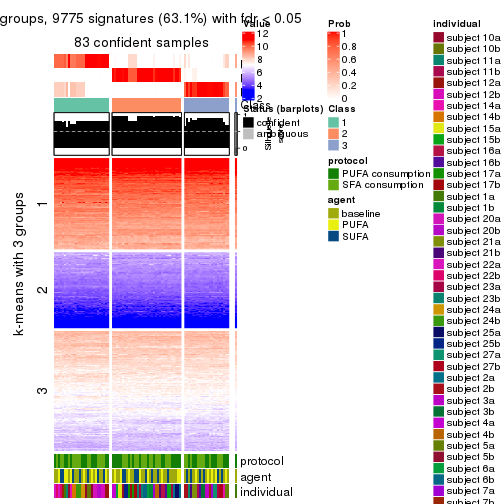 groups, 9775 signatures (63.1%) with fdr < 0.05
83 confident samples
k-means with 3 groups
1
2
3
protocol
agent
individual
Value
12
10
8
6
4
2
Prob
1
0.8
0.6
0.4
0.2
0
Class
Status (barplots)
confident
ambiguous
Class
1
2
3
protocol
PUFA consumption
SFA consumption
agent
baseline
PUFA
SUFA
individual
subject 10a
subject 10b
subject 11a
subject 11b
subject 12a
subject 12b
subject 14a
subject 14b
subject 15a
subject 15b
subject 16a
subject 16b
subject 17a
subject 17b
subject 1a
subject 1b
subject 20a
subject 20b
subject 21a
subject 21b
subject 22a
subject 22b
subject 23a
subject 23b
subject 24a
subject 24b
subject 25a
subject 25b
subject 27a
subject 27b
subject 2a
subject 2b
subject 3a
subject 3b
subject 4a
subject 4b
subject 5a
subject 5b
subject 6a
subject 6b
subject 7a
subject 7b